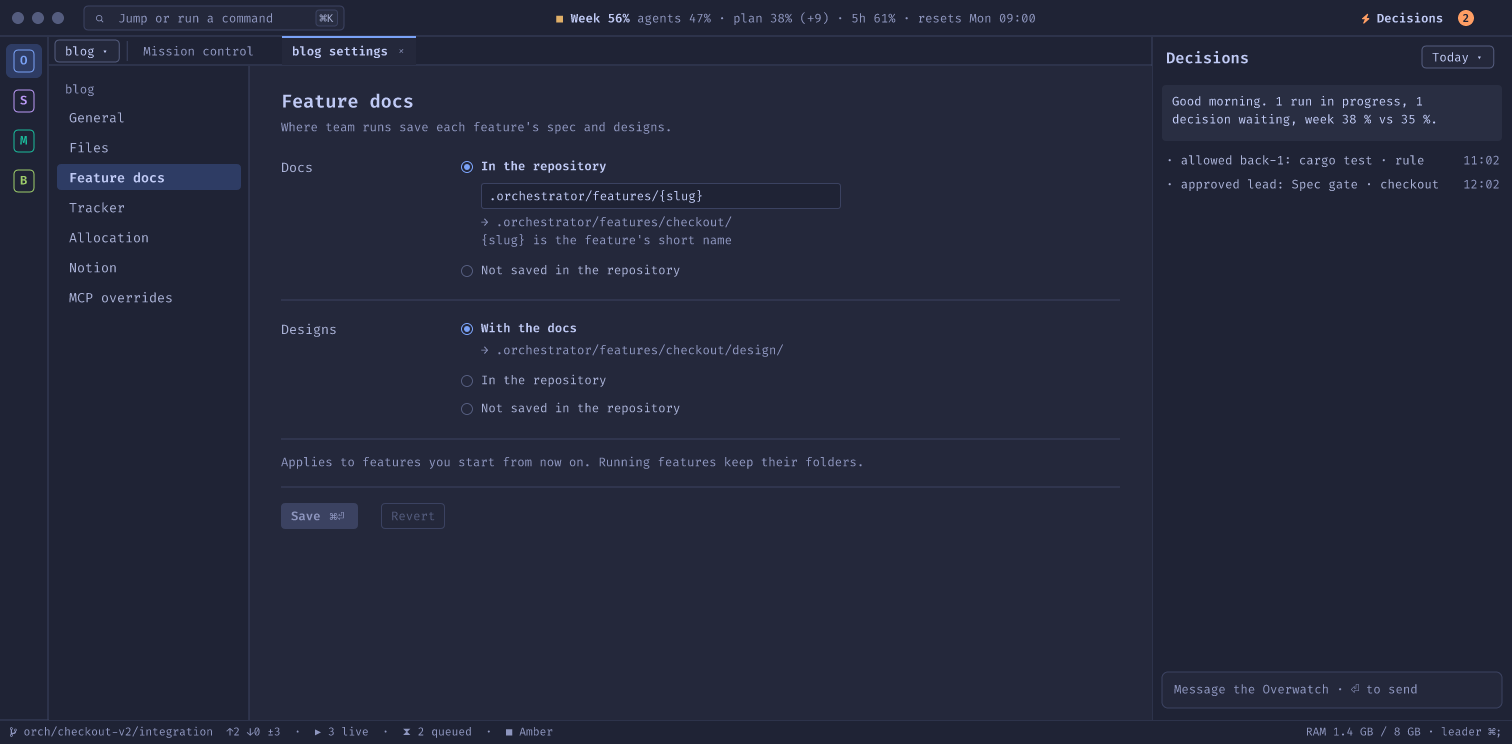 Jump or run a command ⌘K
■ Week 56% agents 47% · plan 38% (+9) · 5h 61% · resets Mon 09:00
Decisions 2
O
S
M
B
blog
Mission control
blog settings ×
blog
General
Files
Feature docs
Tracker
Allocation
Notion
MCP overrides
Feature docs
Where team runs save each feature's spec and designs.
Docs
In the repository
.orchestrator/features/{slug}
→ .orchestrator/features/checkout/
{slug} is the feature's short name
Not saved in the repository
Designs
With the docs
→ .orchestrator/features/checkout/design/
In the repository
Not saved in the repository
Applies to features you start from now on. Running features keep their folders.
Save ⌘⏎
Revert
Decisions
Today
Good morning. 1 run in progress, 1
decision waiting, week 38 % vs 35 %.
· allowed back-1: cargo test · rule 11:02
· approved lead: Spec gate · checkout 12:02
Message the Overwatch · ⏎ to send
orch/checkout-v2/integration ↑2 ↓0 ±3 · ▶ 3 live · ⧗ 2 queued · ■ Amber
RAM 1.4 GB / 8 GB · leader ⌘;